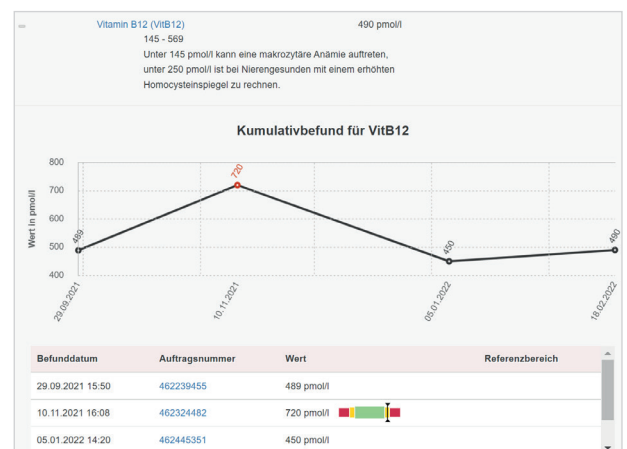 Vitamin B12 (VitB12) 490 pmol/l
145 - 569
Unter 145 pmol/l kann eine makrozytäre Anämie auftreten,
unter 250 pmol/l ist bei Nierengesunden mit einem erhöhten
Homocysteinspiegel zu rechnen.
Kumulativbefund für VitB12
Wert in pmol/l
800
700
600
500
400
489
720
450
490
29.09.2021
10.11.2021
05.01.2022
18.02.2022
Befunddatum Auftragsnummer Wert Referenzbereich
29.09.2021 15:50 462239455 489 pmol/l
10.11.2021 16:08 462324482 720 pmol/l
05.01.2022 14:20 462445351 450 pmol/l